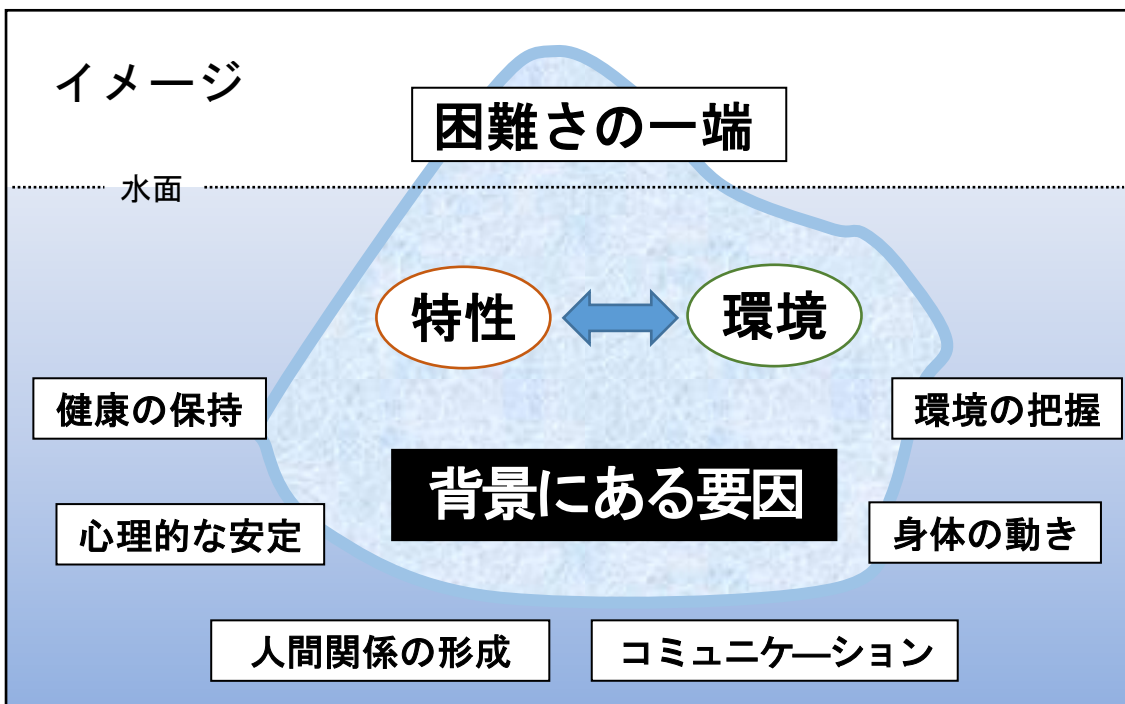 イメージ
困難さの一端
水面
特性
環境
健康の保持
環境の把握
背景にある要因
心理的な安定
身体の動き
人間関係の形成
コミュニケーション